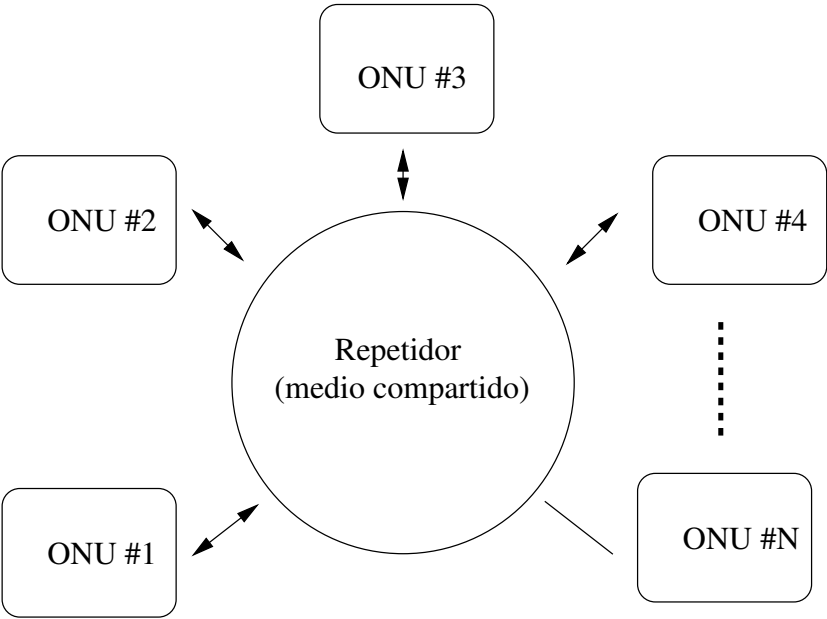 ONU #3
ONU #2
ONU #4
Repetidor
(medio compartido)
ONU #1
ONU #N